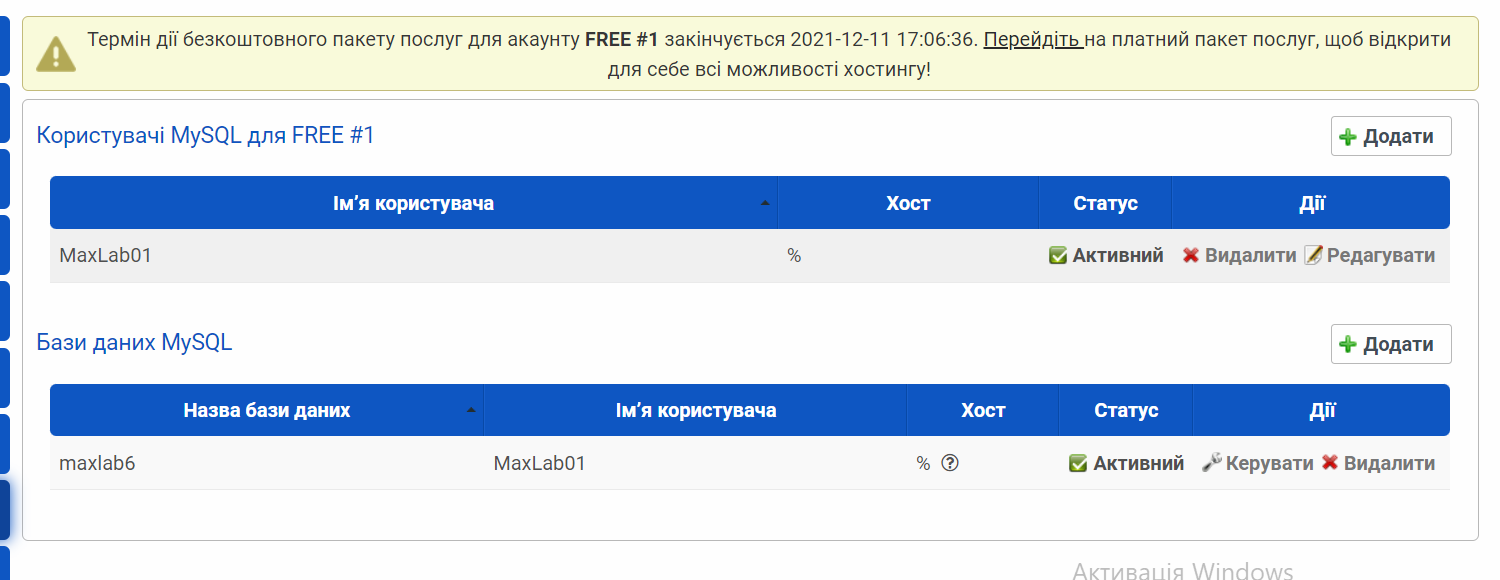 Термін дії безкоштовного пакету послуг для акаунту FREE #1 закінчується 2021-12-11 17:06:36. Перейдіть на платний пакет послуг, щоб відкрити
для себе всі можливості хостингу!
Користувачі MySQL для FREE #1
Додати
Ім’я користувача Хост Статус Дії
MaxLab01 % Активний Видалити Редагувати
Бази даних MySQL
Додати
Назва бази даних Ім’я користувача Хост Статус Дії
maxlab6 MaxLab01 % Активний Керувати Видалити
Активація Windows